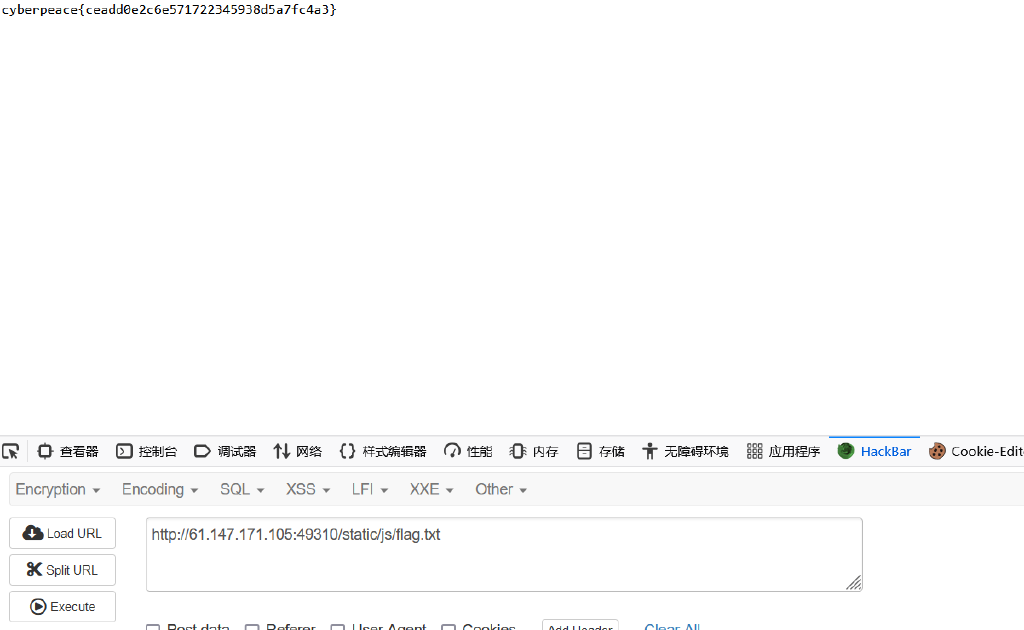 cyberpeace{ceadd0e2c6e571722345938d5a7fc4a3}
查看器 控制台 调试器 网络 样式编辑器 性能 内存 存储 无障碍环境 应用程序 HackBar Cookie-Edit
Encryption Encoding SQL XSS LFI XXE Other
Load URL http://61.147.171.105:49310/static/js/flag.txt
Split URL
Execute
Post data Referer User Agent Cookies Add Header Clear All